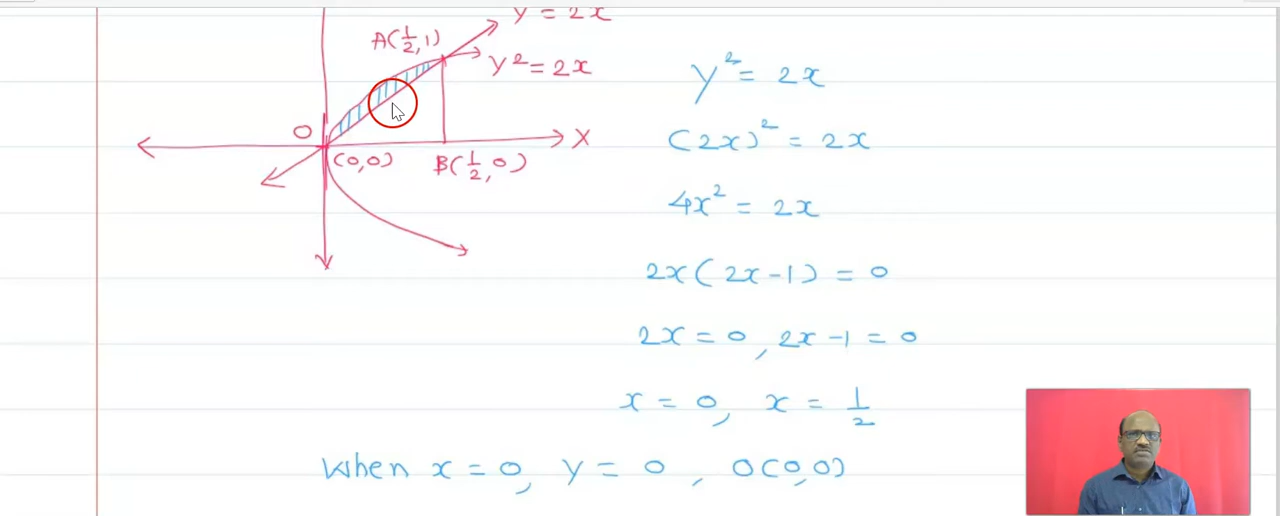 y = 2x
A(1/2, 1)
y² = 2x
O
(0,0)
B(1/2, 0)
X
y² = 2x
(2x)² = 2x
4x² = 2x
2x(2x-1) = 0
2x = 0, 2x-1 = 0
x = 0, x = 1/2
When x = 0, y = 0, O(0,0)